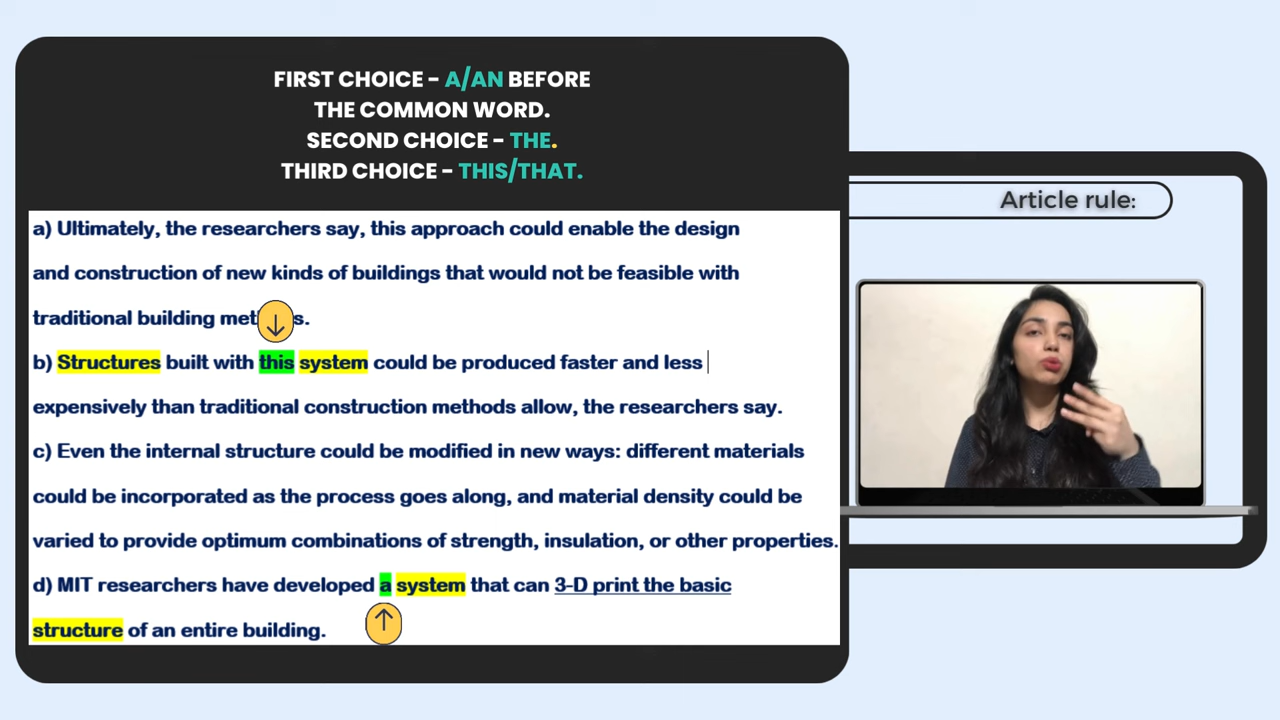 FIRST CHOICE - A/AN BEFORE
THE COMMON WORD.
SECOND CHOICE - THE.
THIRD CHOICE - THIS/THAT.
Article rule:
a) Ultimately, the researchers say, this approach could enable the design
and construction of new kinds of buildings that would not be feasible with
traditional building met s.
b) Structures built with this system could be produced faster and less
expensively than traditional construction methods allow, the researchers say.
c) Even the internal structure could be modified in new ways: different materials
could be incorporated as the process goes along, and material density could be
varied to provide optimum combinations of strength, insulation, or other properties.
d) MIT researchers have developed a system that can 3-D print the basic
structure of an entire building.